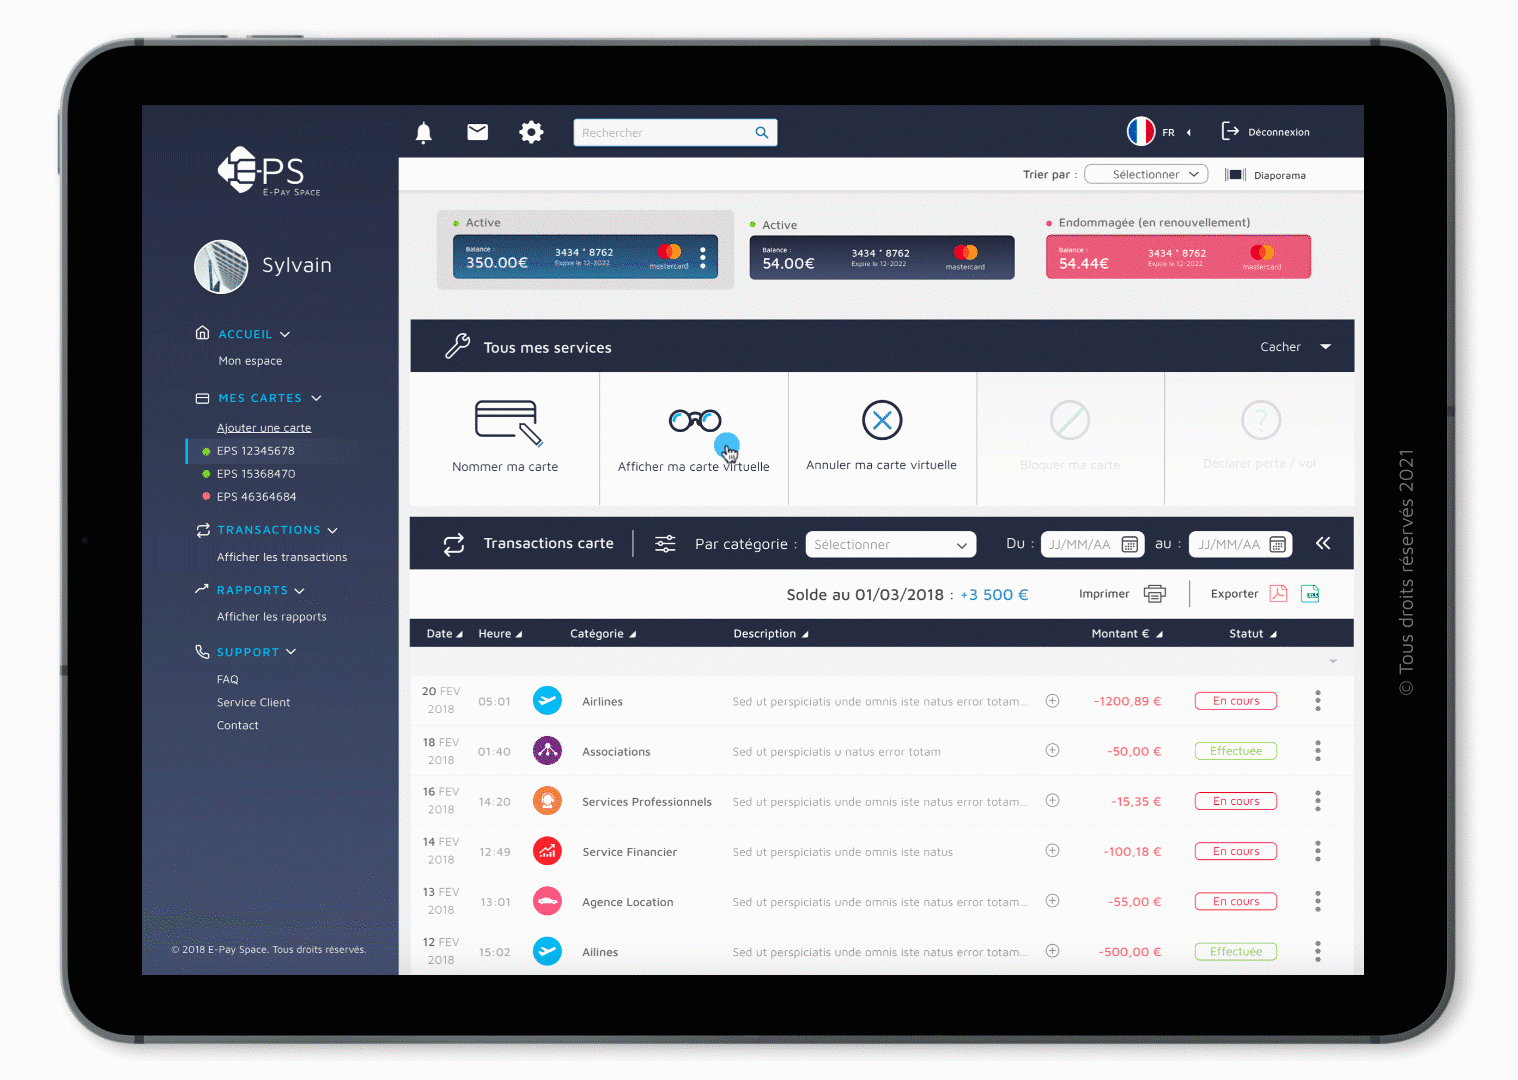 E-PS
E-PAY SPACE
Sylvain
ACCUEIL
Mon espace
MES CARTES
Ajouter une carte
EPS 12345678
EPS 15368470
EPS 46364684
TRANSACTIONS
Afficher les transactions
RAPPORTS
Afficher les rapports
SUPPORT
FAQ
Service Client
Contact
© 2018 E-Pay Space. Tous droits réservés.
Rechercher
FR
Déconnexion
Trier par :
Sélectionner
Diaporama
Active
Balance :
350.00€
3434 * 8762
Expire le 12-2022
mastercard
Active
Balance :
54.00€
3434 * 8762
Expire le 12-2022
mastercard
Endommagée (en renouvellement)
Balance :
54.44€
3434 * 8762
Expire le 12-2022
mastercard
Tous mes services
Cacher
Nommer ma carte
Afficher ma carte virtuelle
Annuler ma carte virtuelle
Bloquer ma carte
Déclarer perte / vol
Transactions carte
Par catégorie :
Sélectionner
Du :
JJ/MM/AA
au :
JJ/MM/AA
Solde au 01/03/2018 : +3 500 €
Imprimer
Exporter
XLS
Date Heure Catégorie Description Montant € Statut
20 FEV 2018 05:01 Airlines Sed ut perspiciatis unde omnis iste natus error totam... -1200,89 € En cours
18 FEV 2018 01:40 Associations Sed ut perspiciatis u natus error totam -50,00 € Effectuée
16 FEV 2018 14:20 Services Professionnels Sed ut perspiciatis unde omnis iste natus error totam... -15,35 € En cours
14 FEV 2018 12:49 Service Financier Sed ut perspiciatis unde omnis iste natus -100,18 € En cours
13 FEV 2018 13:01 Agence Location Sed ut perspiciatis unde omnis iste natus error totam... -55,00 € En cours
12 FEV 2018 15:02 Ailines Sed ut perspiciatis unde omnis iste natus error totam... -500,00 € Effectuée
© Tous droits réservés 2021